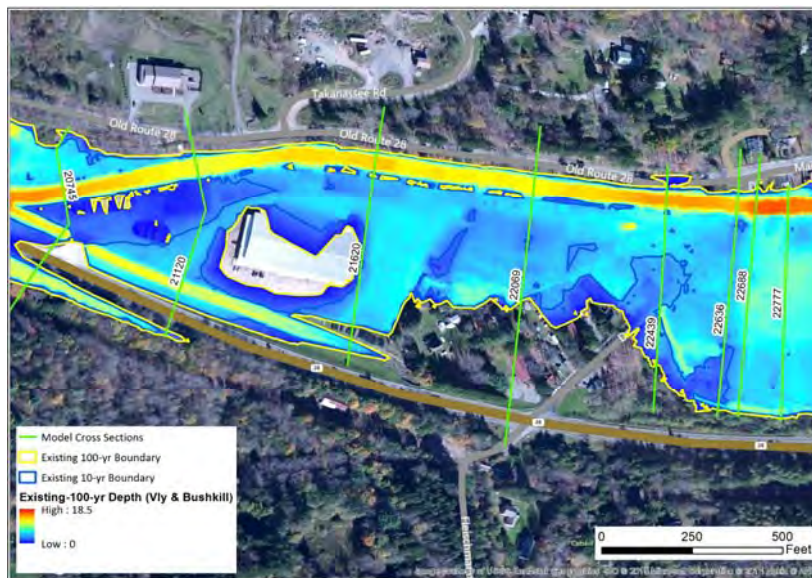 Takanassee Rd
Old Route 28
Old Route 28
Old Route 28
20745
21120
21620
22069
22439
22636
22688
22777
28
28
28
Model Cross Sections
Existing 100-yr Boundary
Existing 10-yr Boundary
Existing-100-yr Depth (Vly & Bushkill)
High : 18.5
Low : 0
0 250 500
Feet